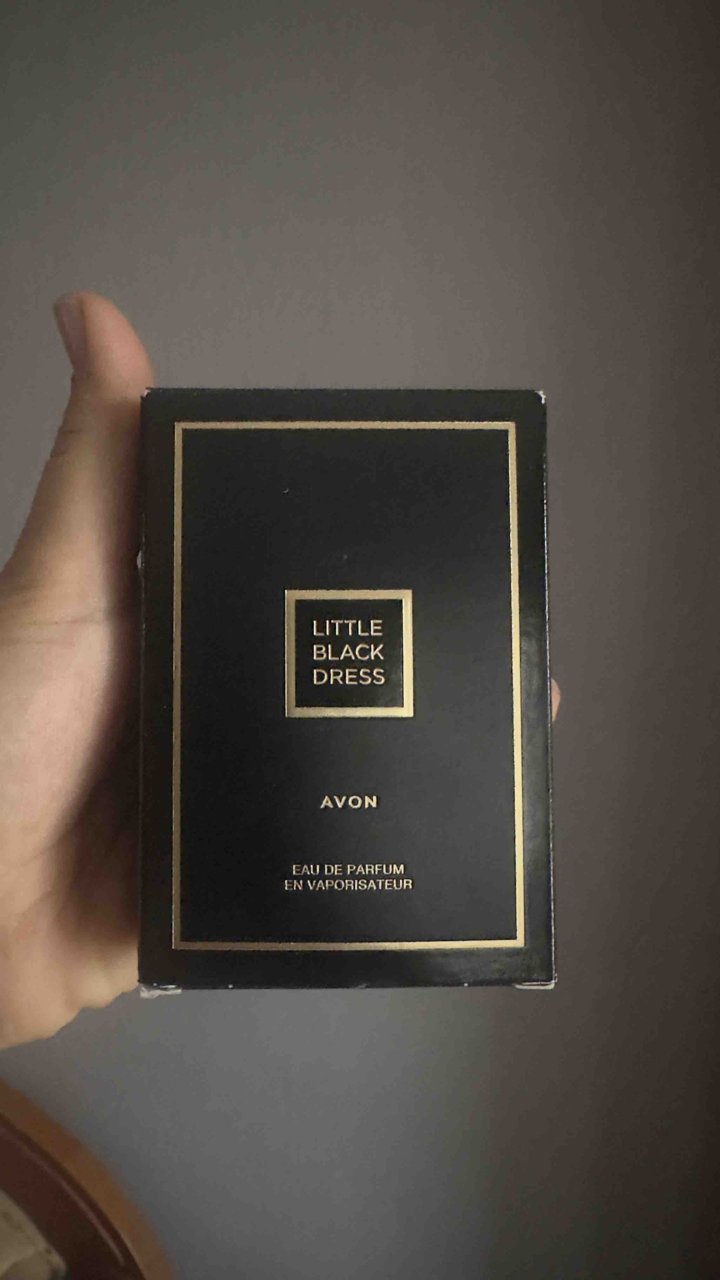 LITTLE
BLACK
DRESS
AVON
EAU DE PARFUM
EN VAPORISATEUR